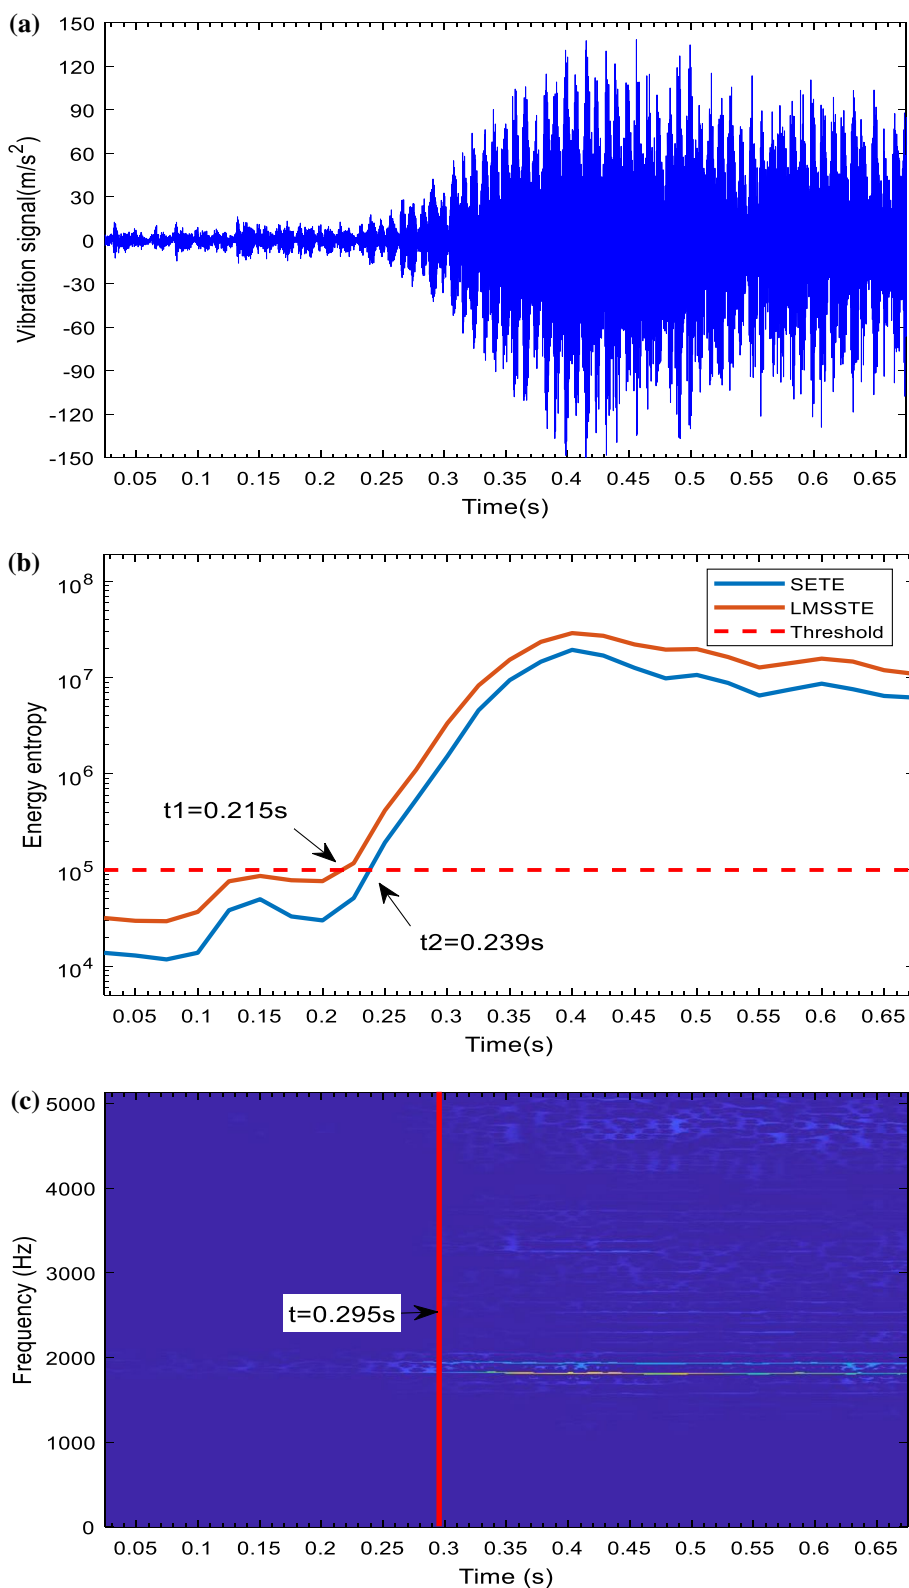 (a)
150
120
90
60
30
0
-30
-60
-90
-120
-150
Vibration signal(m/s²)
0.05 0.1 0.15 0.2 0.25 0.3 0.35 0.4 0.45 0.5 0.55 0.6 0.65
Time(s)
(b)
10⁸
10⁷
10⁶
10⁵
10⁴
Energy entropy
SETE
LMSSTE
Threshold
t1=0.215s
t2=0.239s
0.05 0.1 0.15 0.2 0.25 0.3 0.35 0.4 0.45 0.5 0.55 0.6 0.65
Time(s)
(c)
5000
4000
3000
2000
1000
0
Frequency (Hz)
t=0.295s
0.05 0.1 0.15 0.2 0.25 0.3 0.35 0.4 0.45 0.5 0.55 0.6 0.65
Time (s)